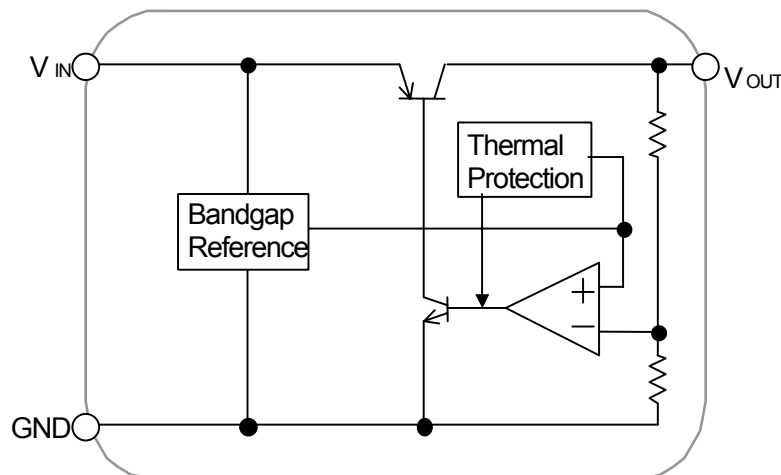 V IN
V OUT
Thermal
Protection
Bandgap
Reference
+
−
GND